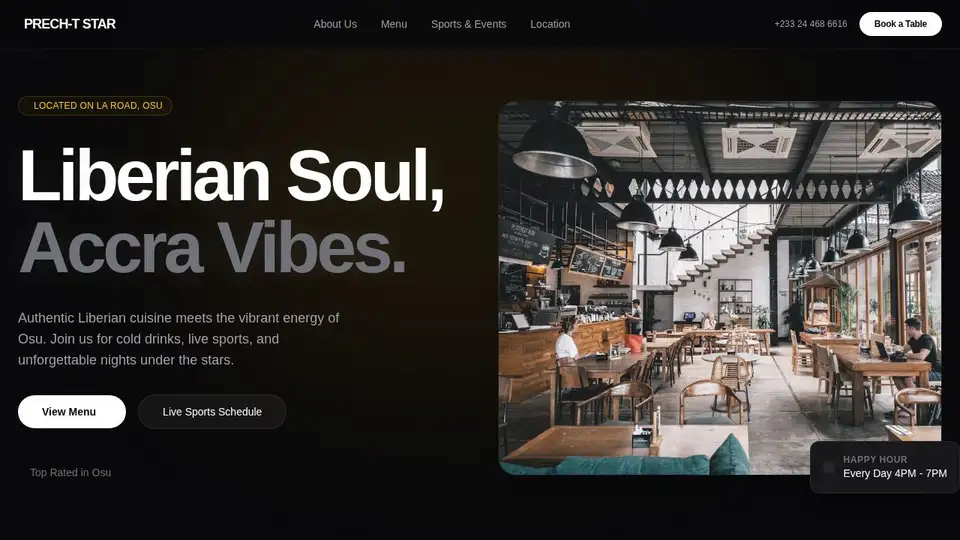 PRECH-T STAR
About Us
Menu
Sports & Events
Location
+233 24 468 6616
Book a Table
LOCATED ON LA ROAD, OSU
Liberian Soul,
Accra Vibes.
Authentic Liberian cuisine meets the vibrant energy of
Osu. Join us for cold drinks, live sports, and
unforgettable nights under the stars.
View Menu
Live Sports Schedule
Top Rated in Osu
HAPPY HOUR
Every Day 4PM - 7PM